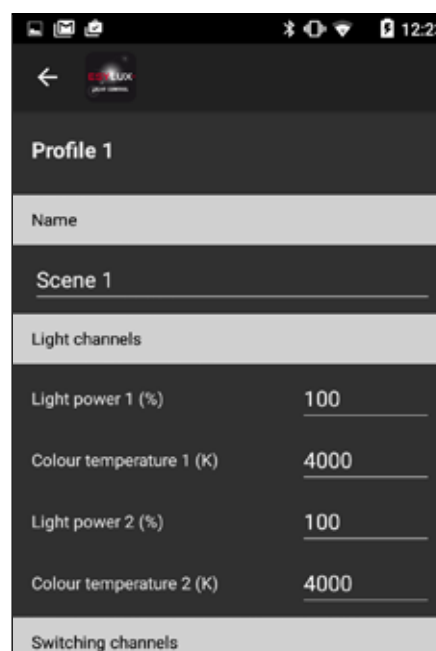 12:23
Profile 1
Name
Scene 1
Light channels
Light power 1 (%) 100
Colour temperature 1 (K) 4000
Light power 2 (%) 100
Colour temperature 2 (K) 4000
Switching channels